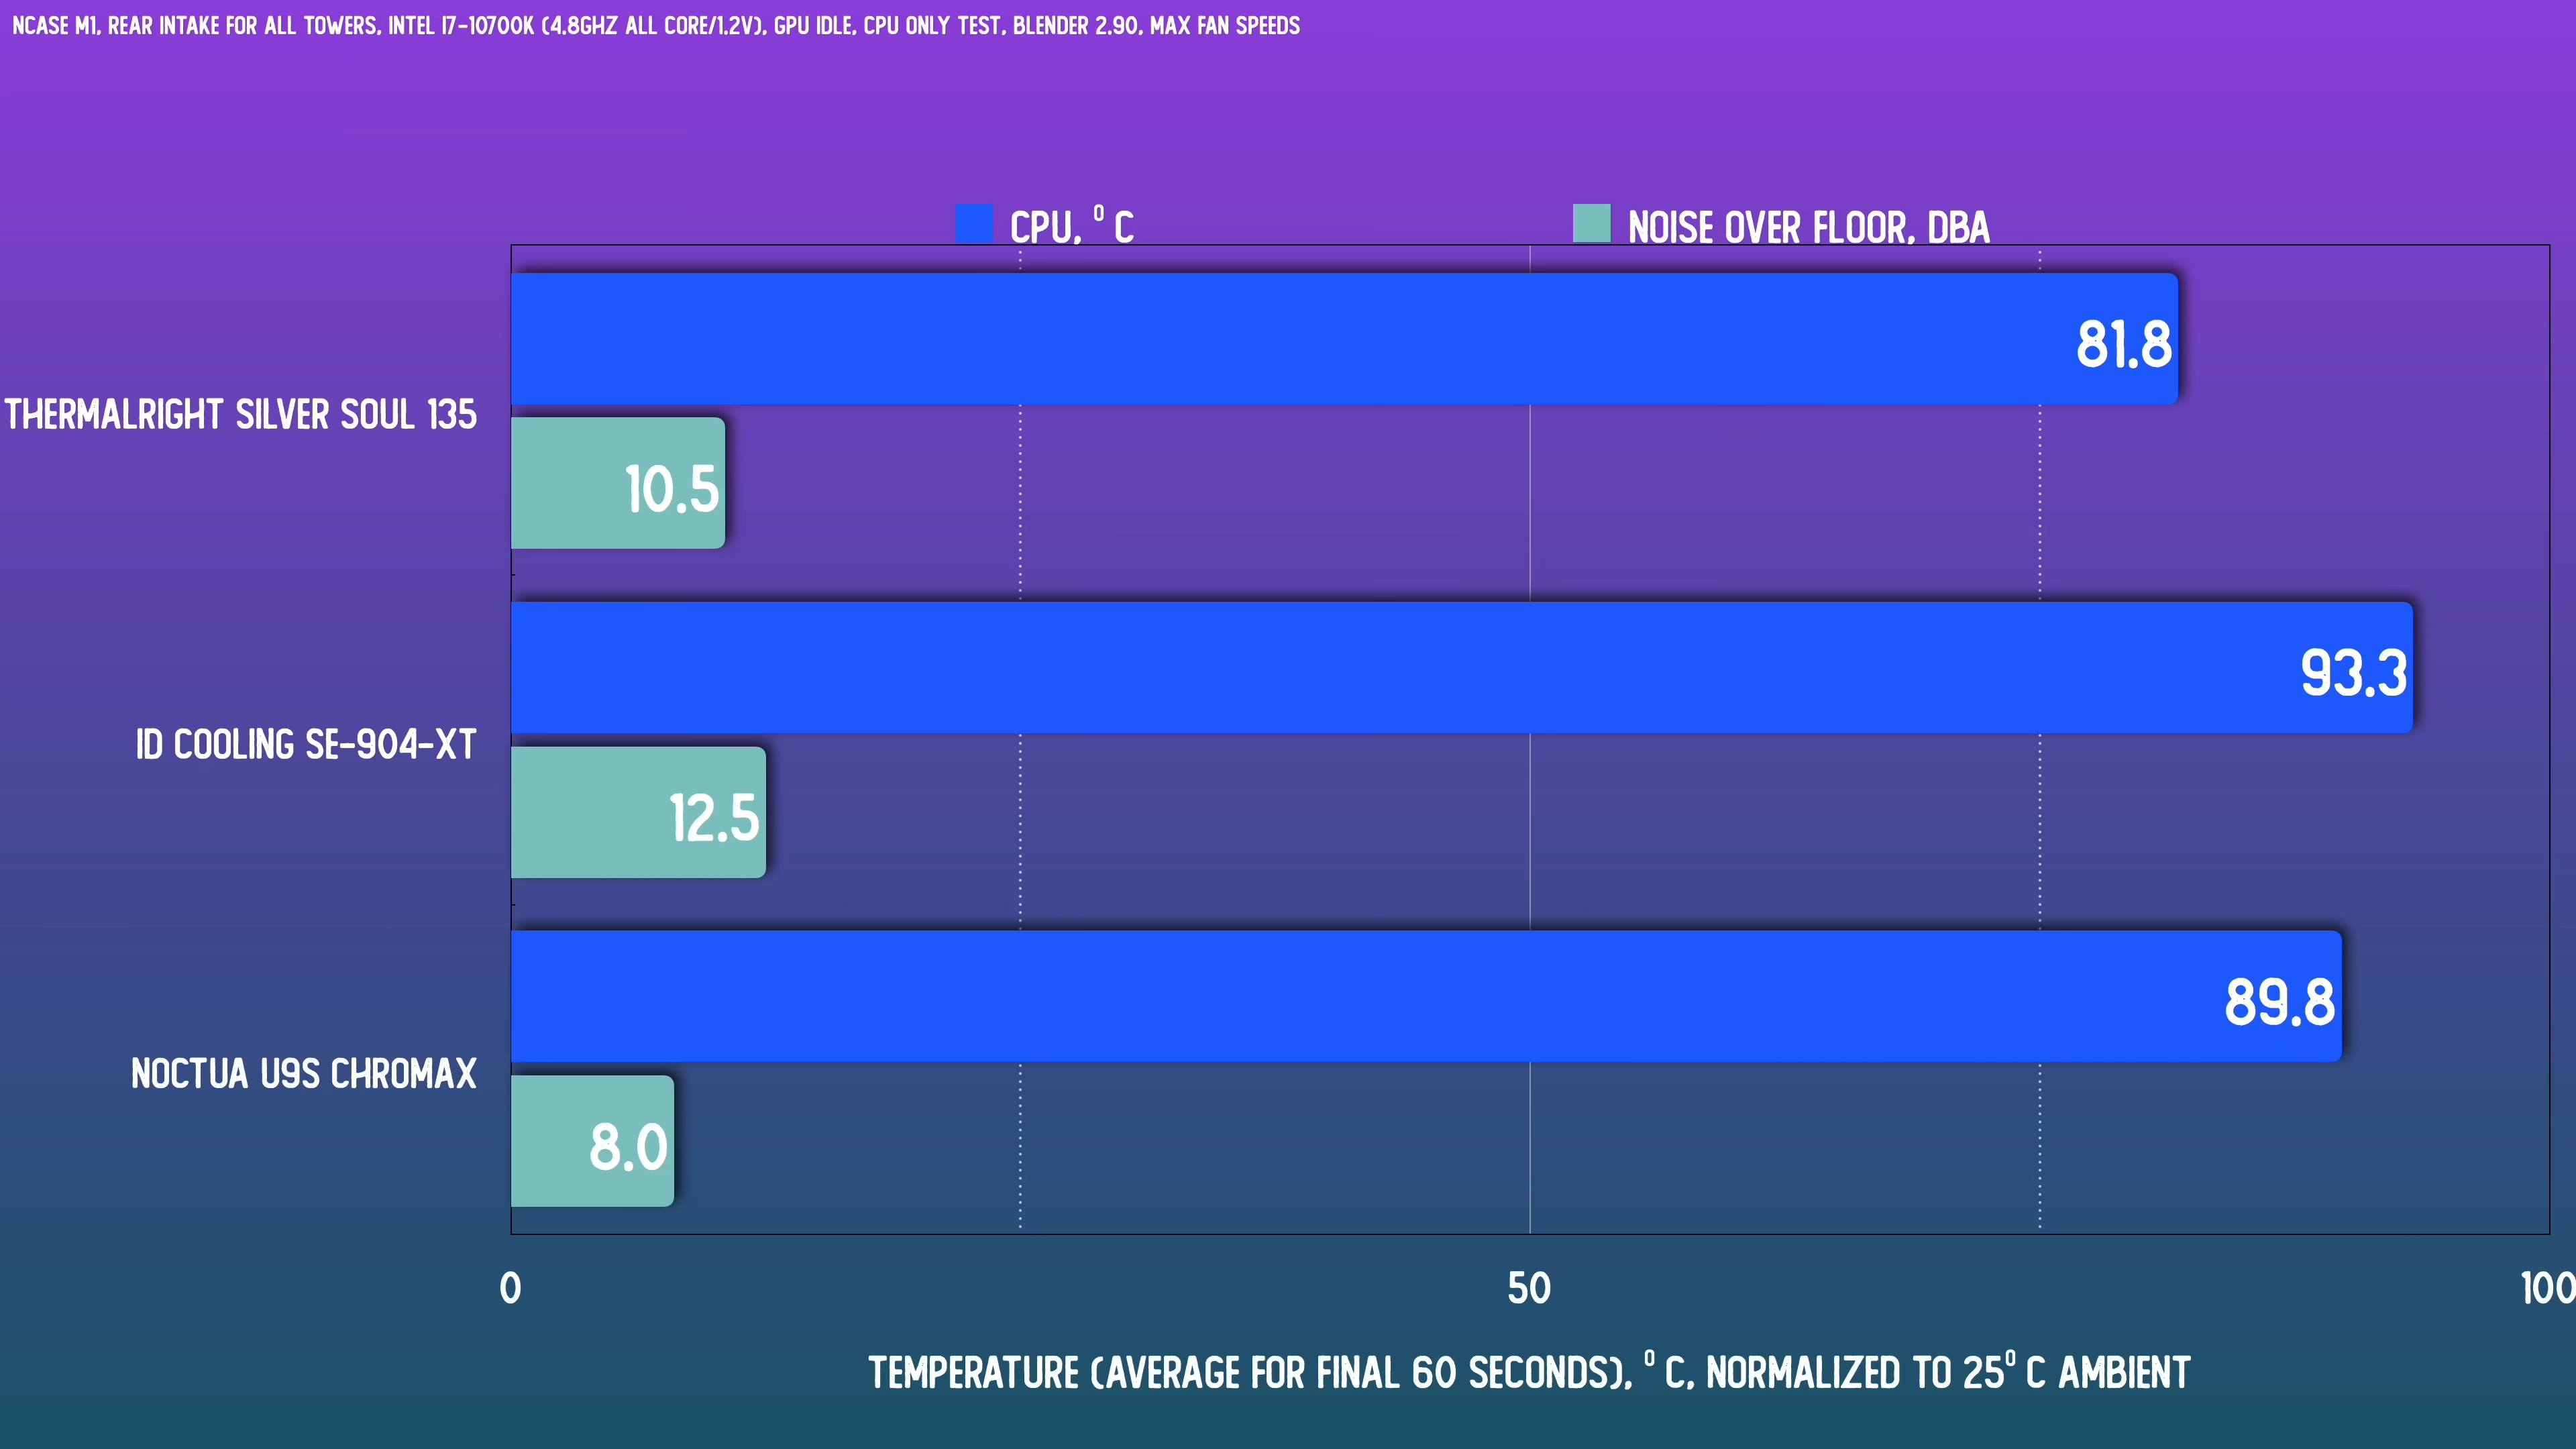 NCASE M1, REAR INTAKE FOR ALL TOWERS, INTEL I7-10700K (4.8GHZ ALL CORE/1.2V), GPU IDLE, CPU ONLY TEST, BLENDER 2.90, MAX FAN SPEEDS
CPU, ⁰ C
NOISE OVER FLOOR, DBA
81.8
THERMALRIGHT SILVER SOUL 135
10.5
93.3
ID COOLING SE-904-XT
12.5
89.8
NOCTUA U9S CHROMAX
8.0
0
50
100
TEMPERATURE (AVERAGE FOR FINAL 60 SECONDS), ⁰ C, NORMALIZED TO 25⁰ C AMBIENT